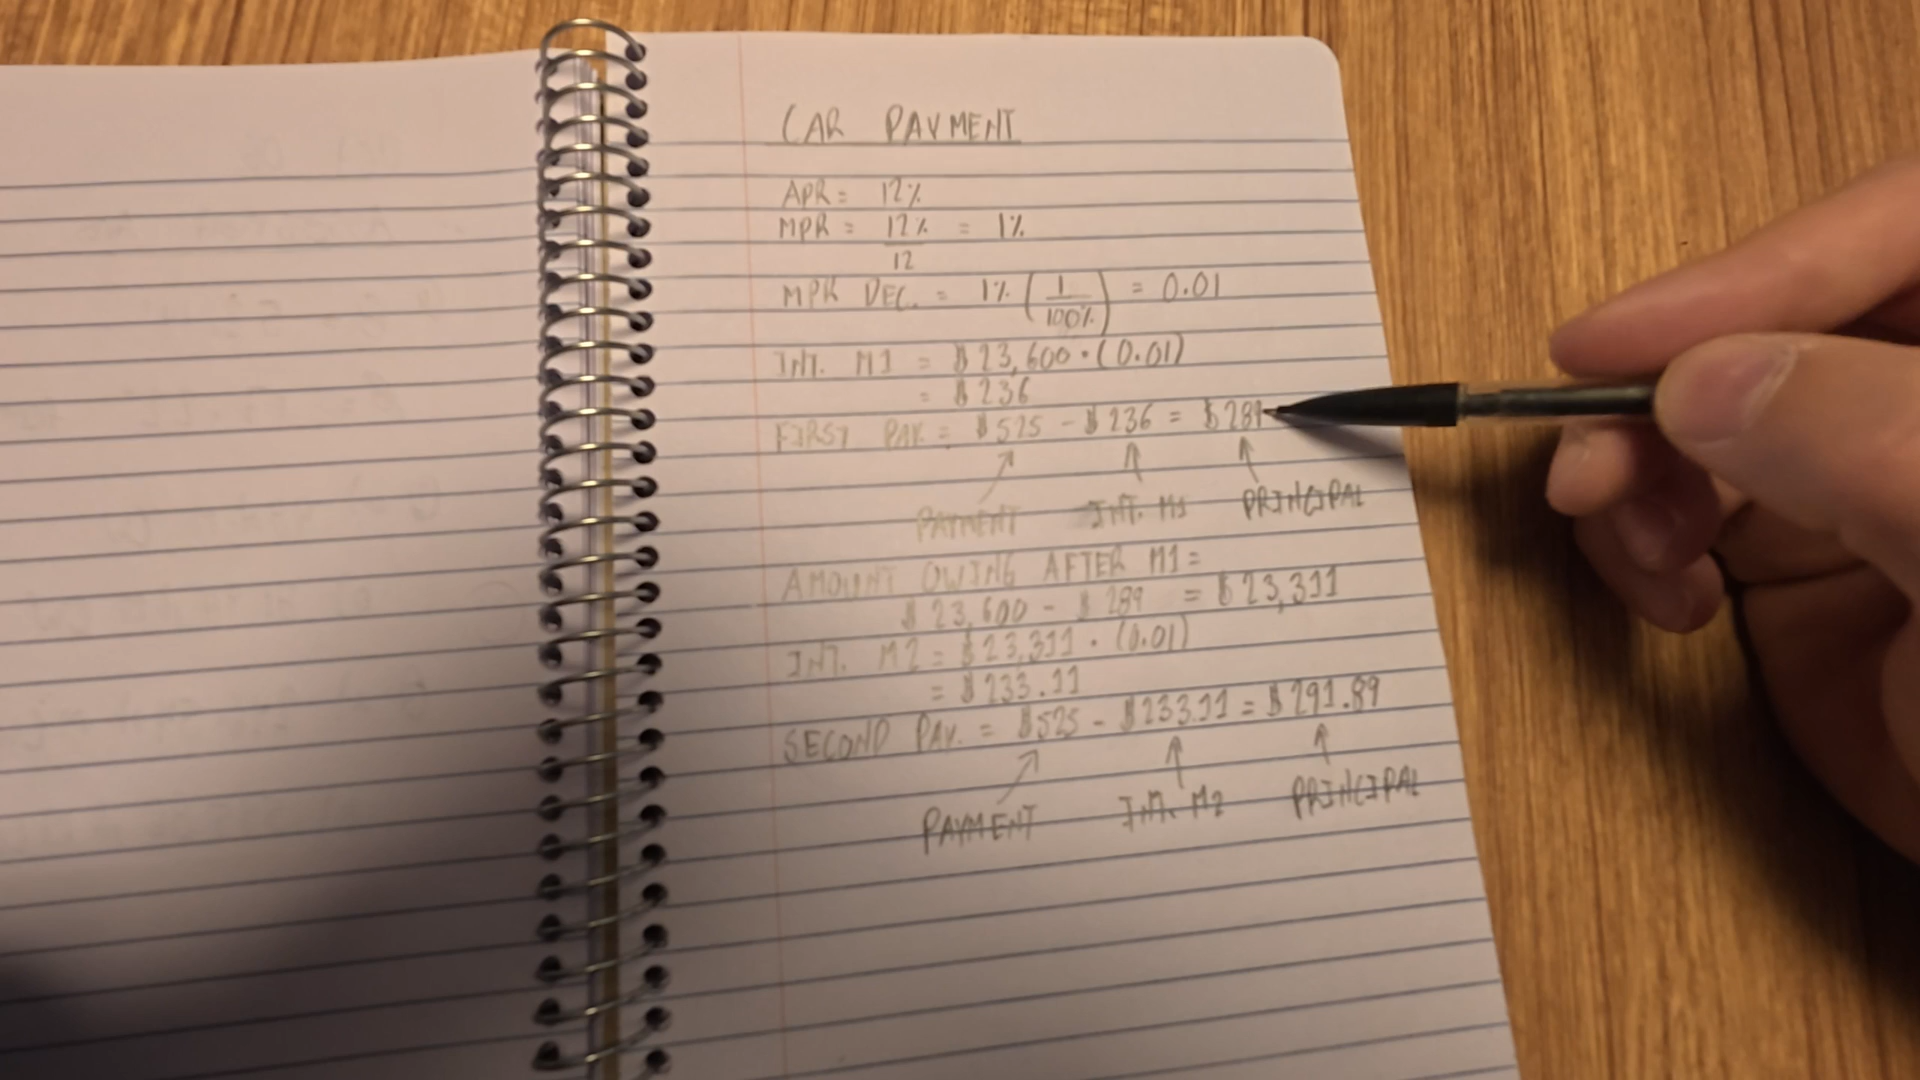 CAR PAYMENT
APR = 12%
MPR = 12% = 1%
12
MPR DEC. = 1% (1/100%) = 0.01
INT. M1 = $23,600 · (0.01)
= $236
FIRST PAY. = $525 - $236 = $289
PAYMENT INT. M1 PRINCIPAL
AMOUNT OWING AFTER M1 =
$23,600 - $289 = $23,311
INT. M2 = $23,311 · (0.01)
= $233.11
SECOND PAY. = $525 - $233.11 = $291.89
PAYMENT INT. M2 PRINCIPAL